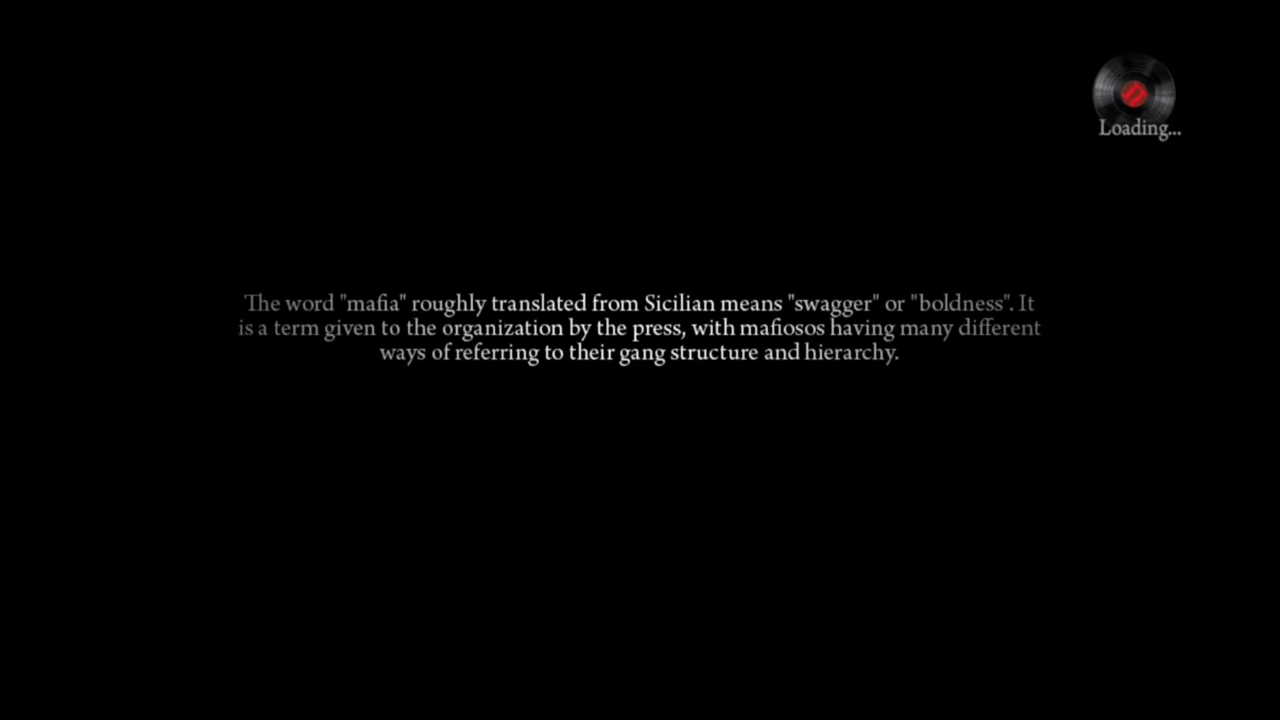 Loading...
The word "mafia" roughly translated from Sicilian means "swagger" or "boldness". It
is a term given to the organization by the press, with mafiosos having many different
ways of referring to their gang structure and hierarchy.